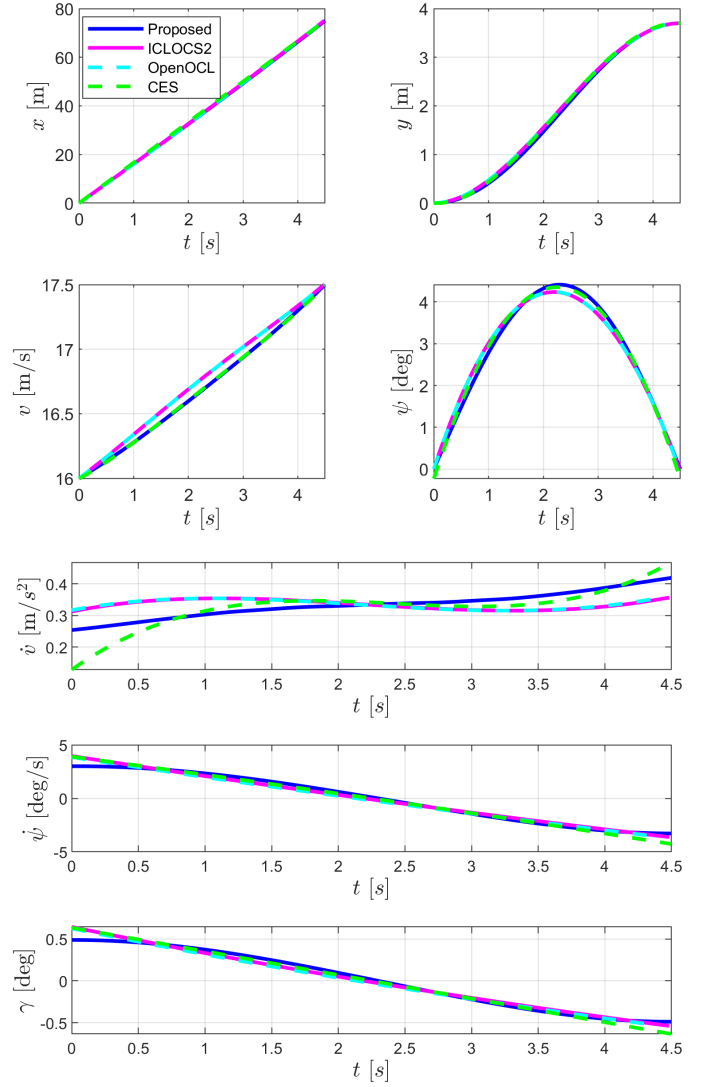 80
60
40
20
0
x [m]
Proposed
ICLOCS2
OpenOCL
CES
0 1 2 3 4
t [s]
4
3
2
1
0
y [m]
0 1 2 3 4
t [s]
17.5
17
16.5
16
v [m/s]
0 1 2 3 4
t [s]
4
3
2
1
0
ψ [deg]
0 1 2 3 4
t [s]
0.4
0.3
0.2
v̇ [m/s²]
0 0.5 1 1.5 2 2.5 3 3.5 4 4.5
t [s]
5
0
-5
ψ̇ [deg/s]
0 0.5 1 1.5 2 2.5 3 3.5 4 4.5
t [s]
0.5
0
-0.5
γ [deg]
0 0.5 1 1.5 2 2.5 3 3.5 4 4.5
t [s]